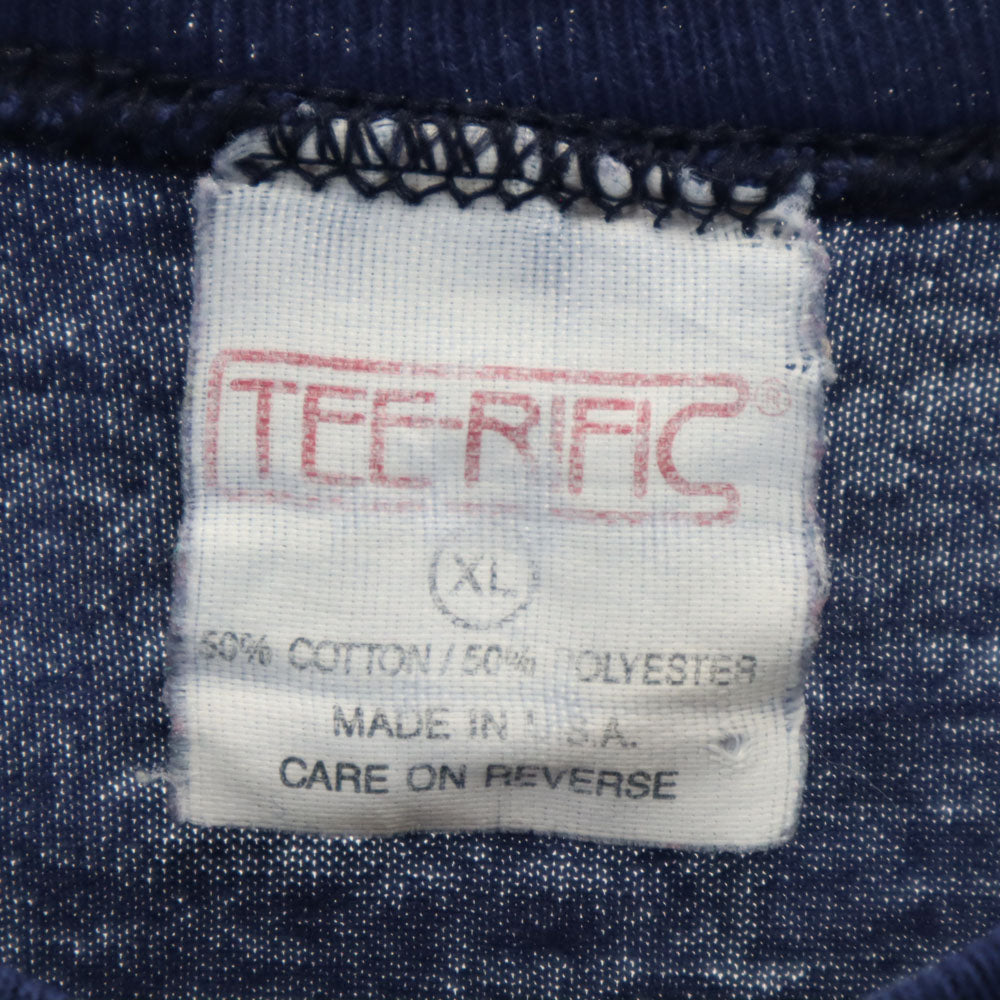 TEE-RIFIC®
XL
50% COTTON / 50% POLYESTER
MADE IN U.S.A.
CARE ON REVERSE